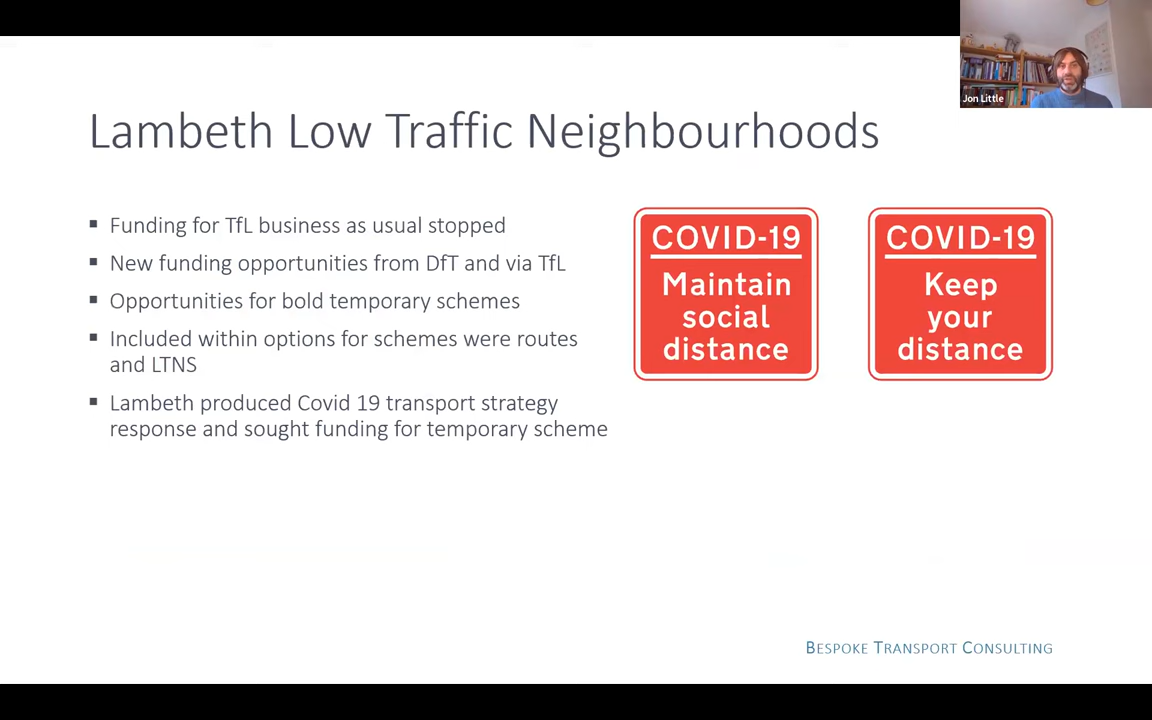 Jon Little
Lambeth Low Traffic Neighbourhoods
Funding for TfL business as usual stopped
New funding opportunities from DfT and via TfL
Opportunities for bold temporary schemes
Included within options for schemes were routes
and LTNS
Lambeth produced Covid 19 transport strategy
response and sought funding for temporary scheme
COVID-19
Maintain
social
distance
COVID-19
Keep
your
distance
BESPOKE TRANSPORT CONSULTING